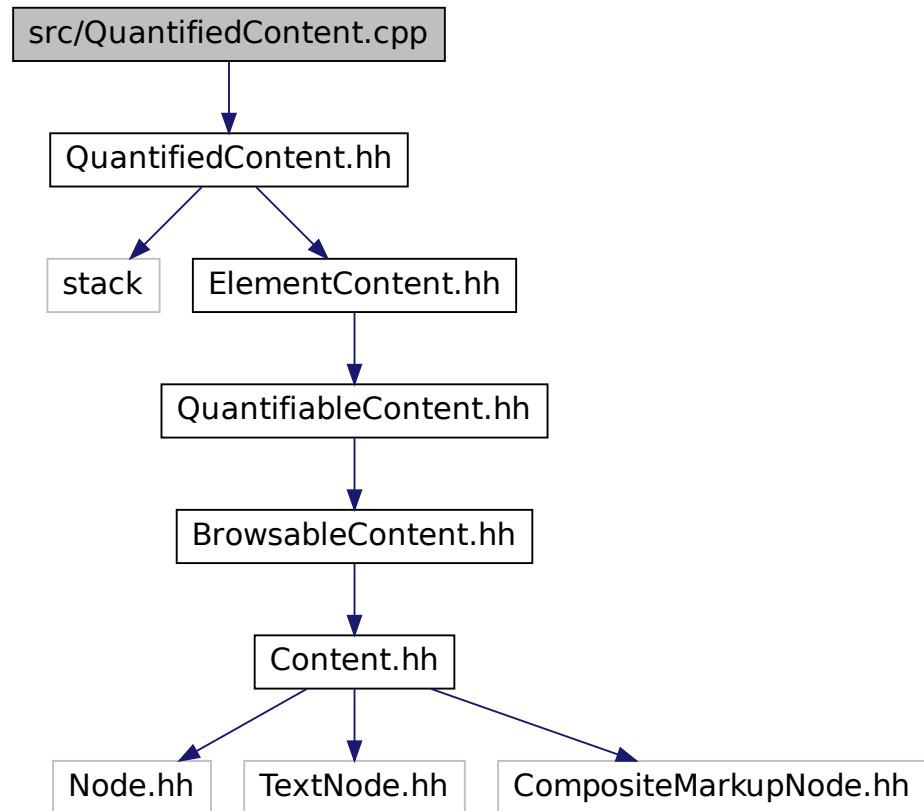 src/QuantifiedContent.cpp
QuantifiedContent.hh
stack
ElementContent.hh
QuantifiableContent.hh
BrowsableContent.hh
Content.hh
Node.hh
TextNode.hh
CompositeMarkupNode.hh